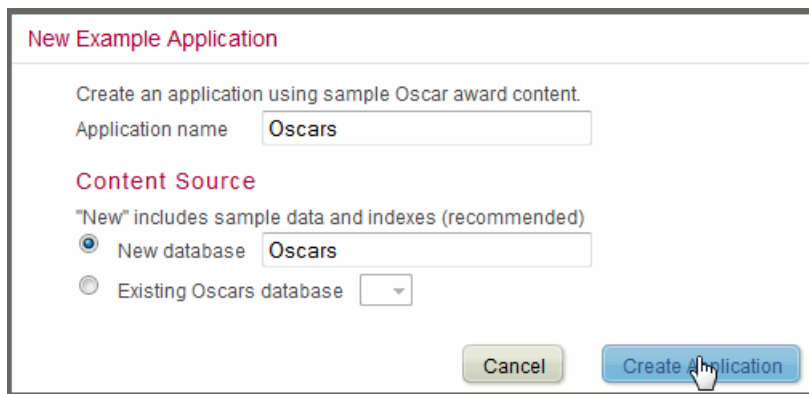 New Example Application
Create an application using sample Oscar award content.
Application name Oscars
Content Source
"New" includes sample data and indexes (recommended)
New database Oscars
Existing Oscars database
Cancel Create Application